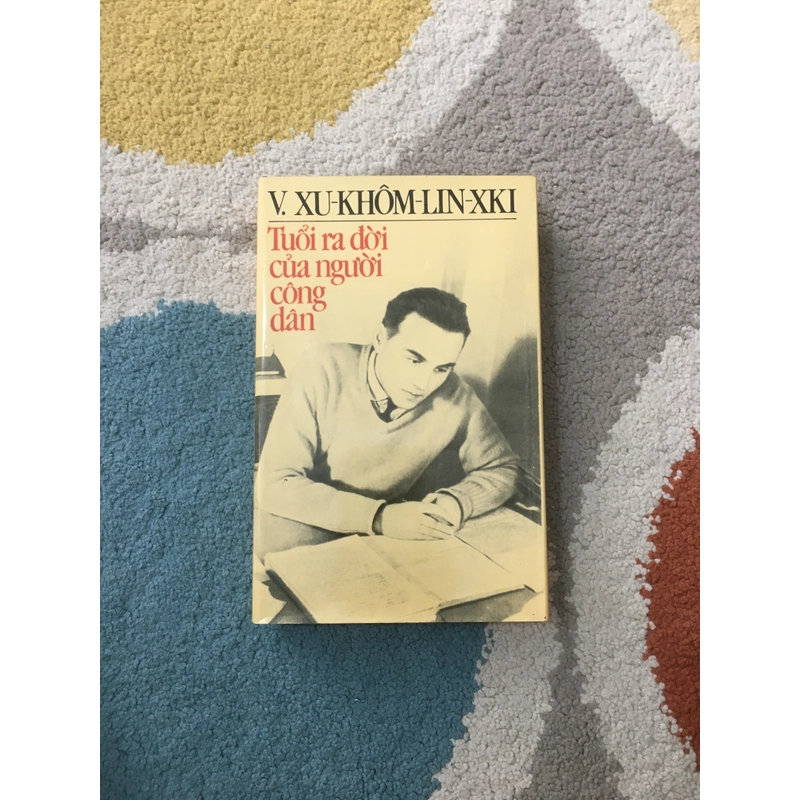 V. XU-KHÔM-LIN-XKI
Tuổi ra đời
của người
công
dân